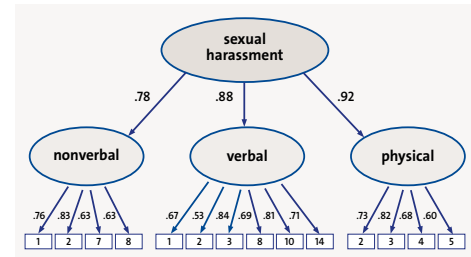 sexual
harassment
.78 .88 .92
nonverbal verbal physical
.76 .83 .63 .63 .67 .53 .84 .69 .81 .71 .73 .82 .68 .60
1 2 7 8 1 2 3 8 10 14 2 3 4 5